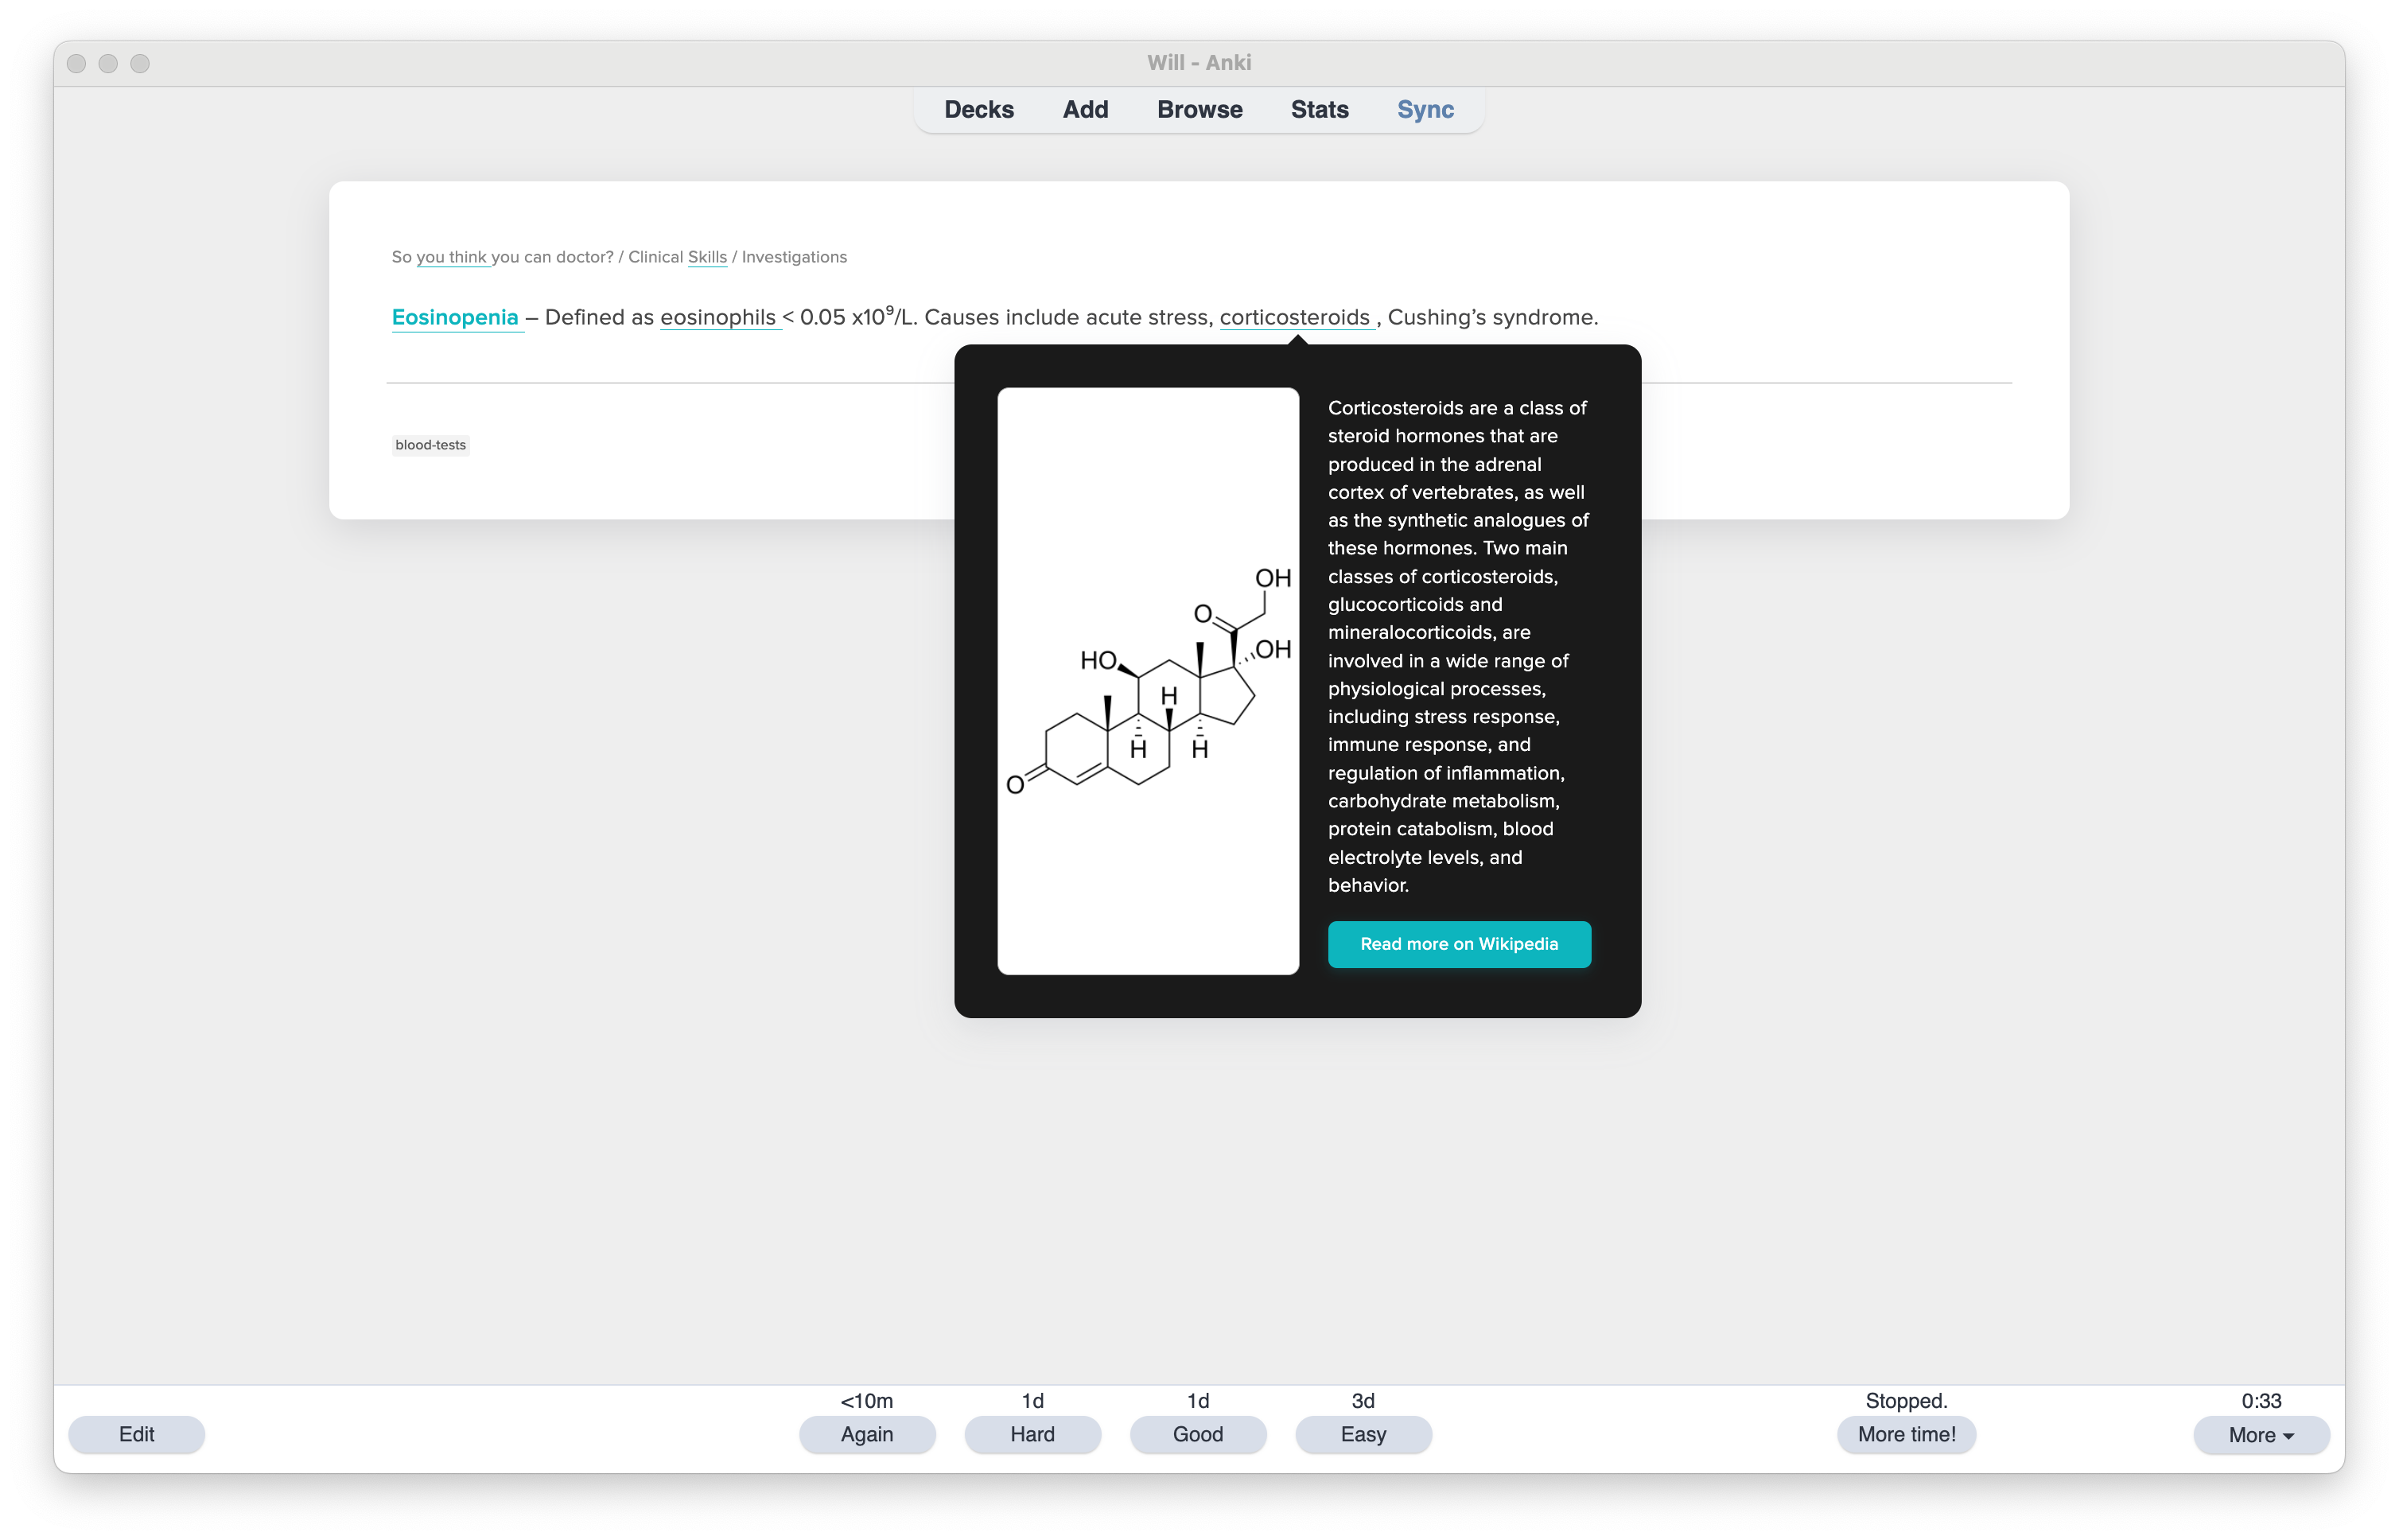 Will - Anki
Decks Add Browse Stats Sync
So you think you can doctor? / Clinical Skills / Investigations
Eosinopenia – Defined as eosinophils < 0.05 x10⁹/L. Causes include acute stress, corticosteroids , Cushing’s syndrome.
blood-tests
Corticosteroids are a class of
steroid hormones that are
produced in the adrenal
cortex of vertebrates, as well
as the synthetic analogues of
these hormones. Two main
classes of corticosteroids,
glucocorticoids and
mineralocorticoids, are
involved in a wide range of
physiological processes,
including stress response,
immune response, and
regulation of inflammation,
carbohydrate metabolism,
protein catabolism, blood
electrolyte levels, and
behavior.
Read more on Wikipedia
OH
O
OH
HO
H
H
H
O
<10m 1d 1d 3d Stopped. 0:33
Edit Again Hard Good Easy More time! More